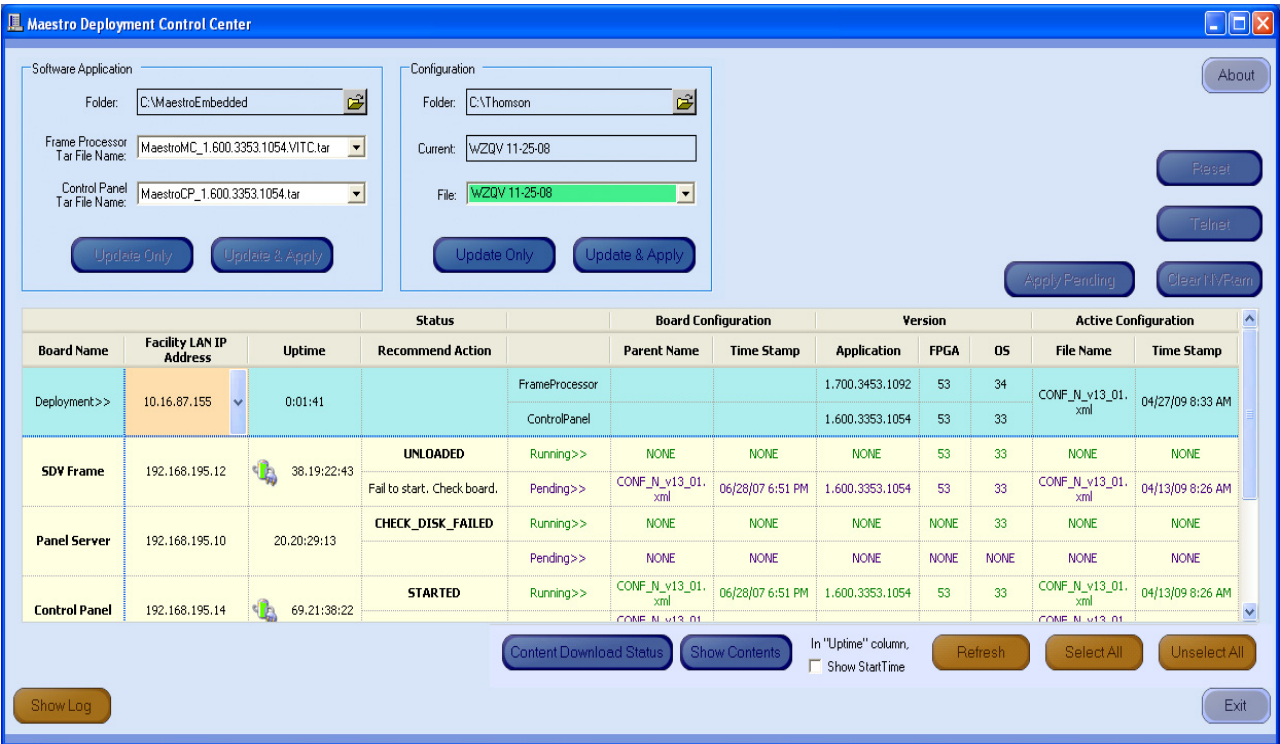 Maestro Deployment Control Center
Software Application
Folder: C:\MaestroEmbedded
Frame Processor
Tar File Name: MaestroMC_1.600.3353.1054.VITC.tar
Control Panel
Tar File Name: MaestroCP_1.600.3353.1054.tar
Update Only Update & Apply
Configuration
Folder: C:\Thomson
Current: WZQV 11-25-08
File: WZQV 11-25-08
Update Only Update & Apply
About
Reset
Telnet
Apply Pending Clear NVRam
Status Board Configuration Version Active Configuration
Board Name Facility LAN IP Address Uptime Recommend Action Parent Name Time Stamp Application FPGA OS File Name Time Stamp
Deployment>> 10.16.87.155 0:01:41 FrameProcessor 1.700.3453.1092 53 34 CONF_N_v13_01.xml 04/27/09 8:33 AM
ControlPanel 1.600.3353.1054 53 33
SDV Frame 192.168.195.12 38.19:22:43 UNLOADED Running>> NONE NONE NONE 53 33 NONE NONE
Fail to start. Check board. Pending>> CONF_N_v13_01.xml 06/28/07 6:51 PM 1.600.3353.1054 53 33 CONF_N_v13_01.xml 04/13/09 8:26 AM
Panel Server 192.168.195.10 20.20:29:13 CHECK_DISK_FAILED Running>> NONE NONE NONE NONE 33 NONE NONE
Pending>> NONE NONE NONE NONE NONE NONE NONE
Control Panel 192.168.195.14 69.21:38:22 STARTED Running>> CONF_N_v13_01.xml 06/28/07 6:51 PM 1.600.3353.1054 53 33 CONF_N_v13_01.xml 04/13/09 8:26 AM
CONF_N_v13_01. CONF_N_v13_01.
Content Download Status Show Contents In "Uptime" column, Refresh Select All Unselect All
Show StartTime
Show Log Exit